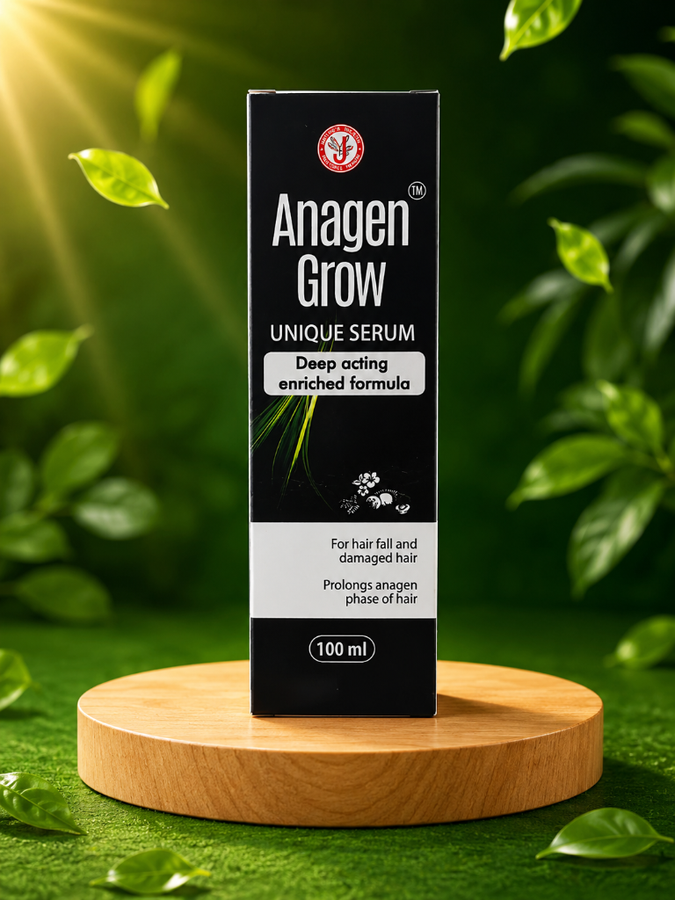 Anagen™
Grow
UNIQUE SERUM
Deep acting
enriched formula
For hair fall and
damaged hair
Prolongs anagen
phase of hair
100 ml